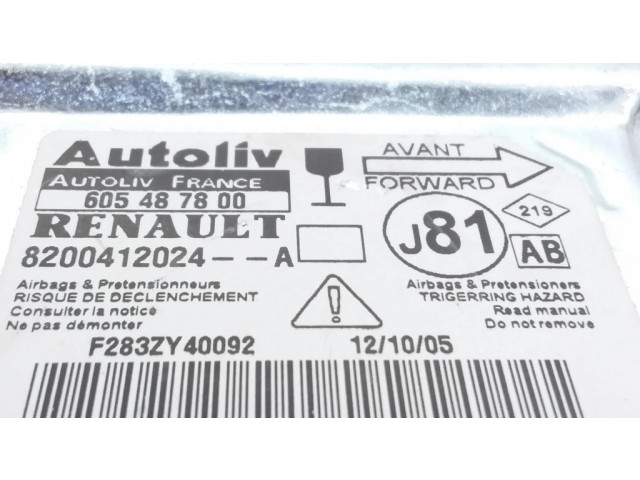 Autoliv
AUTOLIV FRANCE
605 48 78 00
RENAULT
8200412024--A
AVANT
FORWARD
J81
219
AB
Airbags & Pretensionneurs
RISQUE DE DECLENCHEMENT
Consulter la notice
Ne pas démonter
Airbags & Pretensioners
TRIGERRING HAZARD
Read manual
Do not remove
F283ZY40092
12/10/05